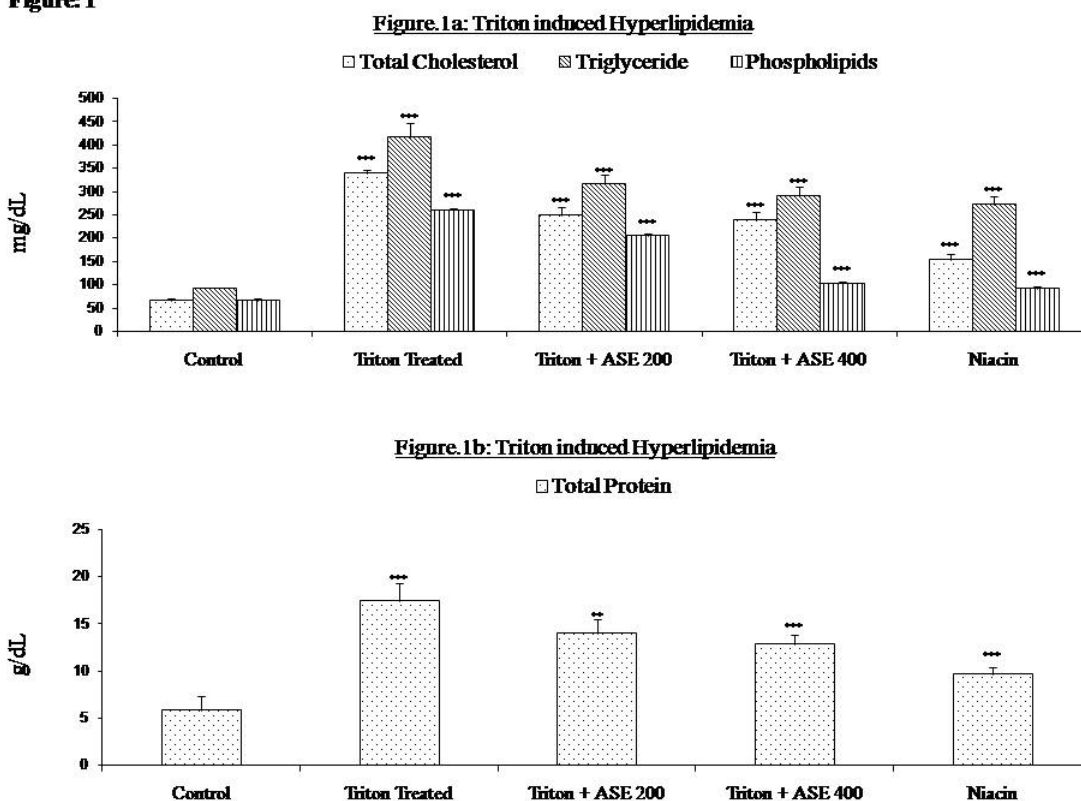 Figure: 1
Figure.1a: Triton induced Hyperlipidemia
Total Cholesterol Triglyceride Phospholipids
500
450
400
350
300
250
200
150
100
50
0
mg/dL
*** *** ***
*** *** ***
*** *** ***
*** *** ***
Control Triton Treated Triton + ASE 200 Triton + ASE 400 Niacin
Figure.1b: Triton induced Hyperlipidemia
Total Protein
25
20
15
10
5
0
g/dL
*** ** *** ***
Control Triton Treated Triton + ASE 200 Triton + ASE 400 Niacin